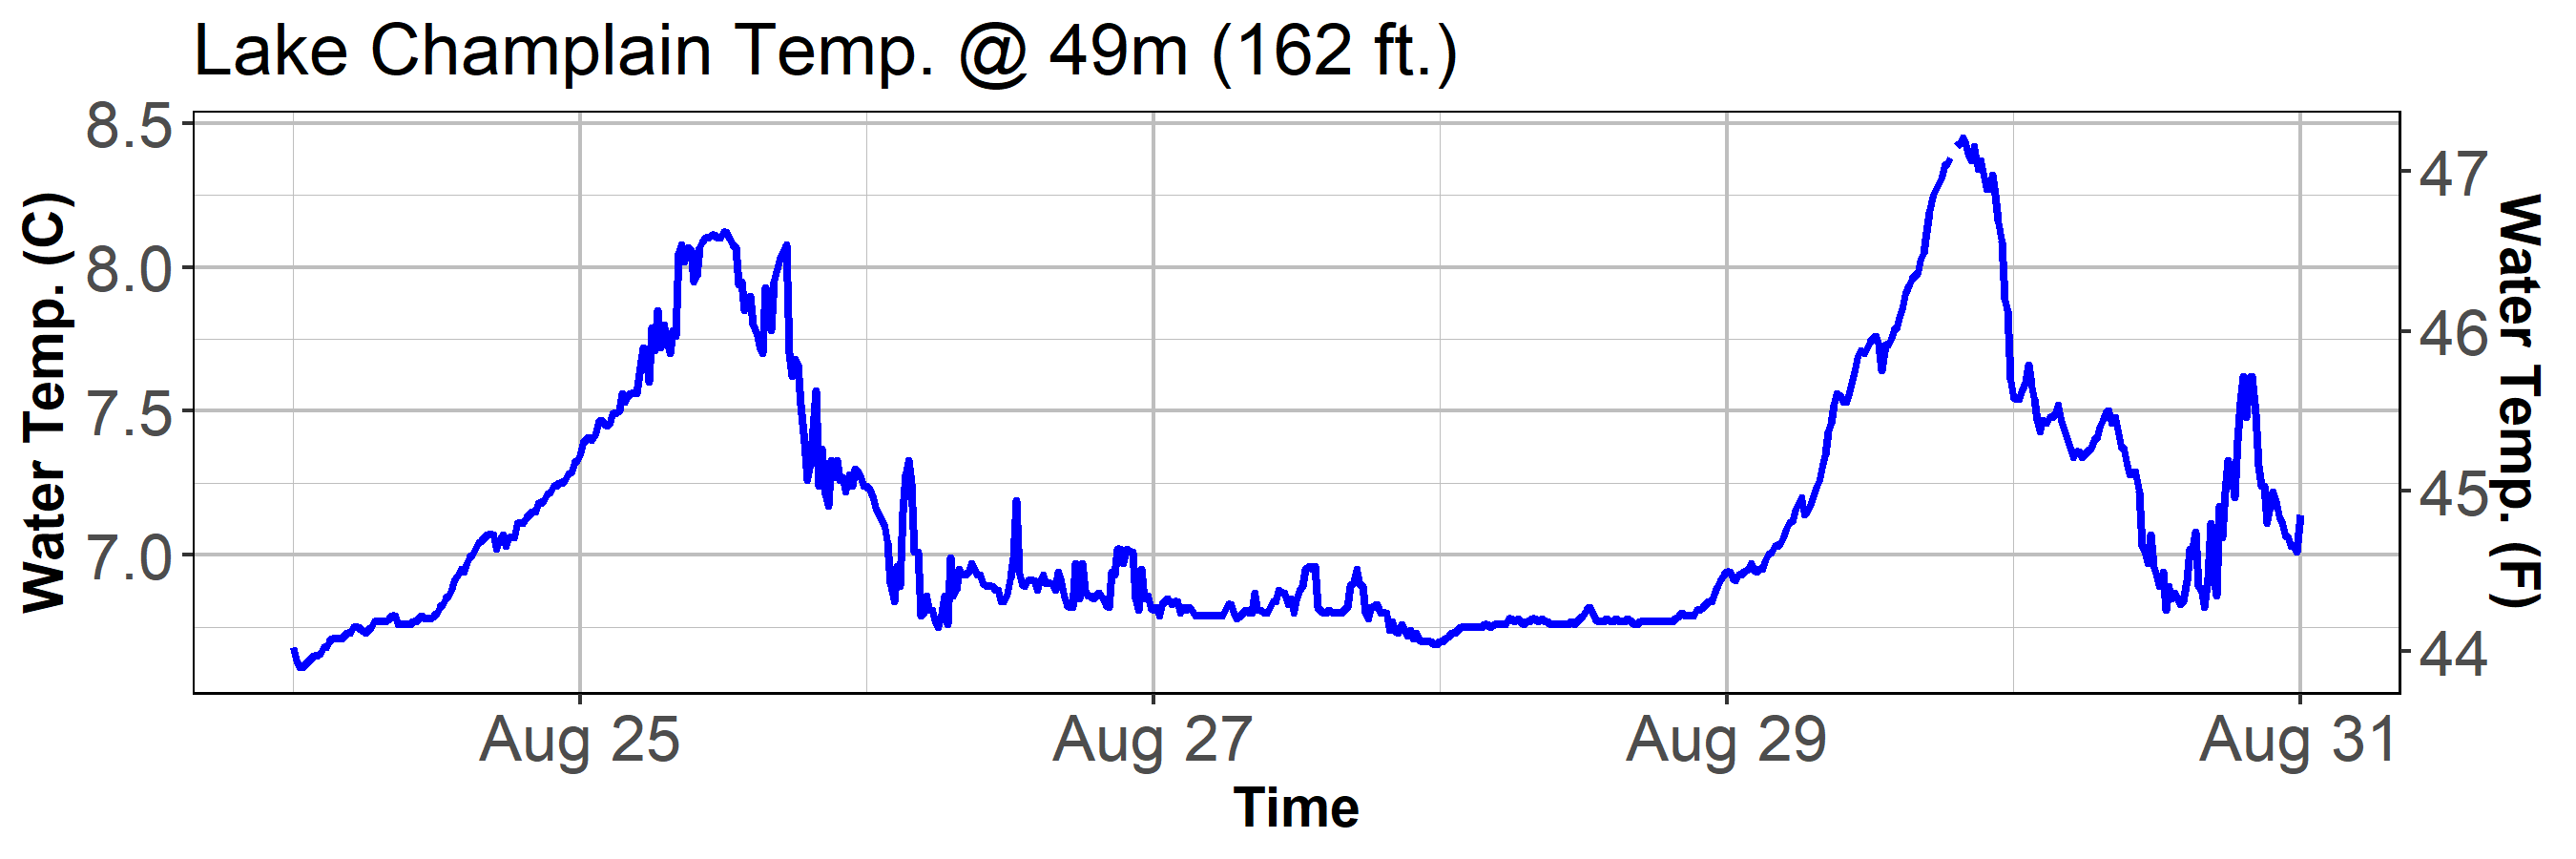 Lake Champlain Temp. @ 49m (162 ft.)
Water Temp. (C)
8.5
8.0
7.5
7.0
47
46
45
44
Water Temp. (F)
Aug 25
Aug 27
Aug 29
Aug 31
Time